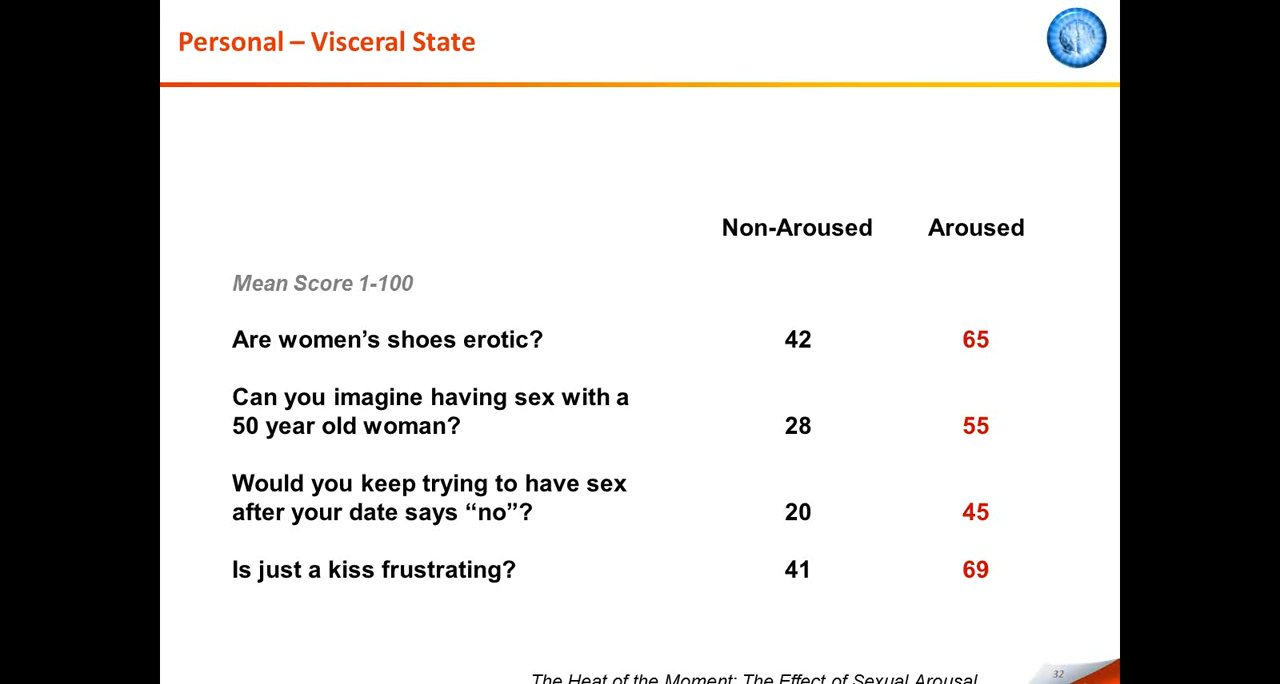 Personal – Visceral State
Non-Aroused Aroused
Mean Score 1-100
Are women’s shoes erotic? 42 65
Can you imagine having sex with a
50 year old woman? 28 55
Would you keep trying to have sex
after your date says “no”? 20 45
Is just a kiss frustrating? 41 69
The Heat of the Moment: The Effect of Sexual Arousal
32